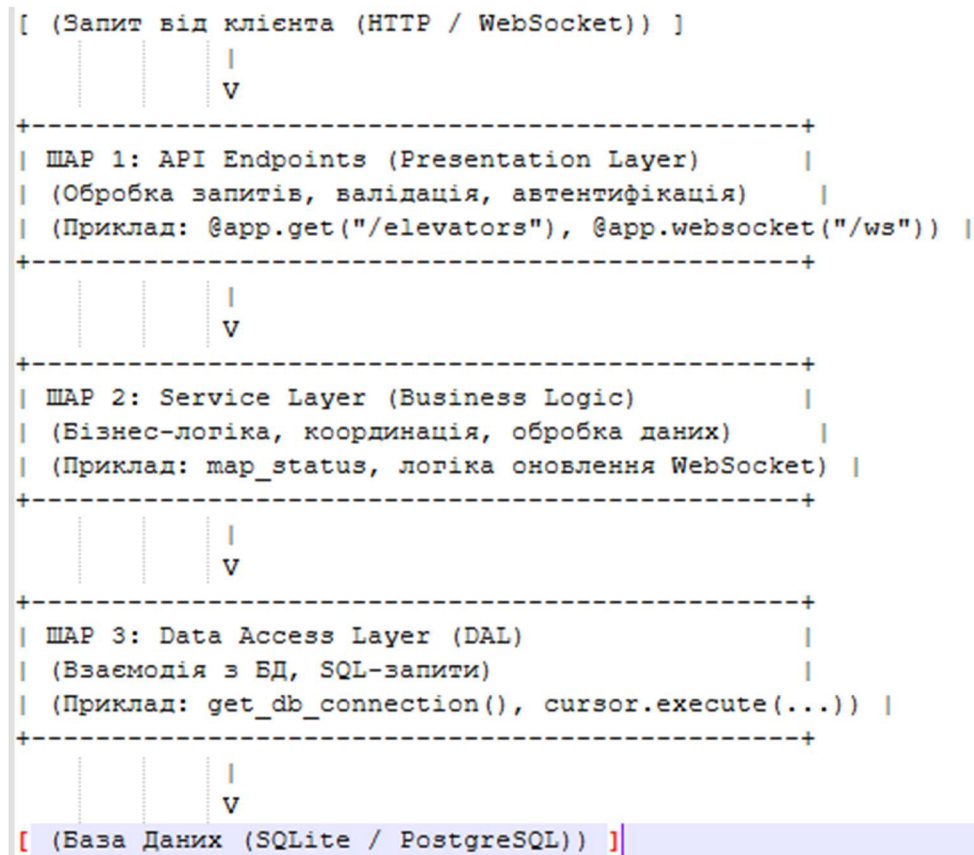 [ (Запит від клієнта (HTTP / WebSocket)) ]
|
V
+------------------------------------------------+
| ШАР 1: API Endpoints (Presentation Layer) |
| (Обробка запитів, валідація, автентифікація) |
| (Приклад: @app.get("/elevators"), @app.websocket("/ws")) |
+------------------------------------------------+
|
V
+------------------------------------------------+
| ШАР 2: Service Layer (Business Logic) |
| (Бізнес-логіка, координація, обробка даних) |
| (Приклад: map_status, логіка оновлення WebSocket) |
+------------------------------------------------+
|
V
+------------------------------------------------+
| ШАР 3: Data Access Layer (DAL) |
| (Взаємодія з БД, SQL-запити) |
| (Приклад: get_db_connection(), cursor.execute(...)) |
+------------------------------------------------+
|
V
[ (База Даних (SQLite / PostgreSQL)) ]